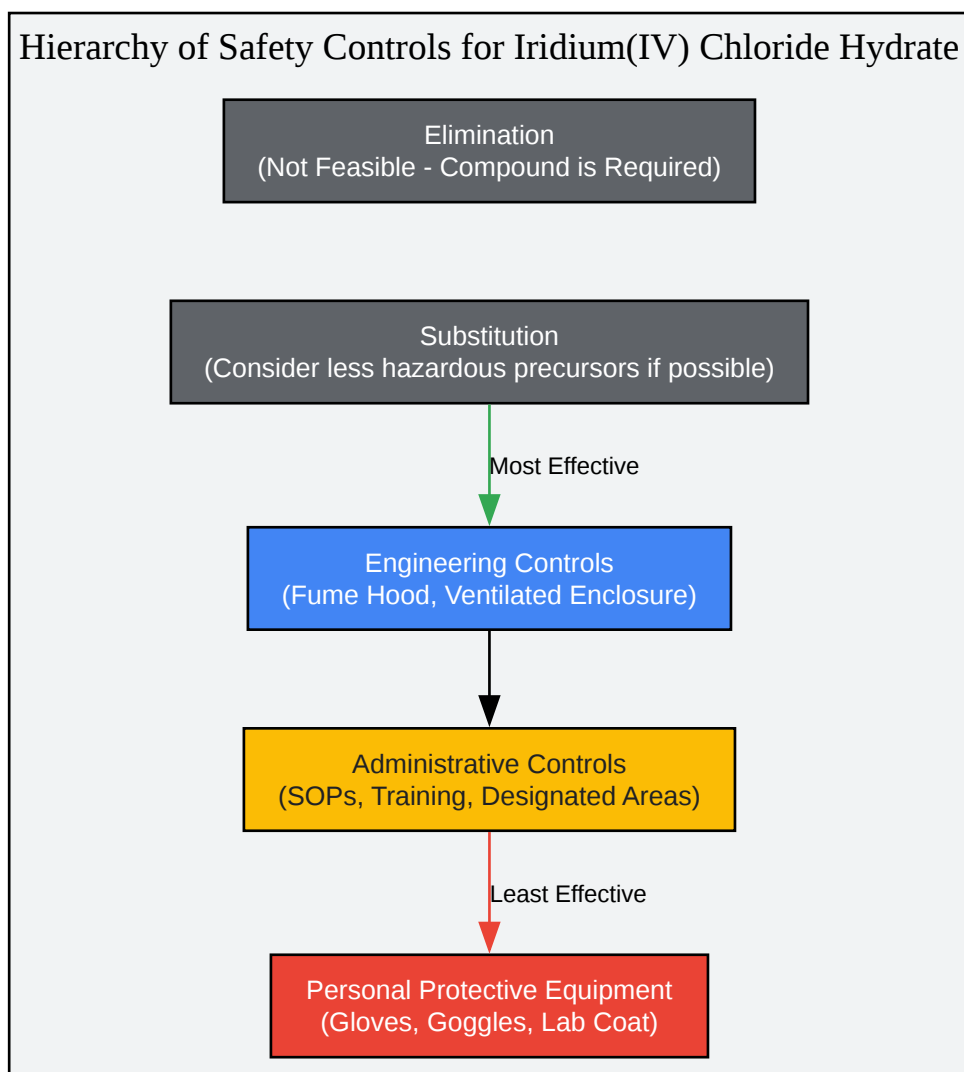 Hierarchy of Safety Controls for Iridium(IV) Chloride Hydrate
Elimination
(Not Feasible - Compound is Required)
Substitution
(Consider less hazardous precursors if possible)
Most Effective
Engineering Controls
(Fume Hood, Ventilated Enclosure)
Administrative Controls
(SOPs, Training, Designated Areas)
Least Effective
Personal Protective Equipment
(Gloves, Goggles, Lab Coat)